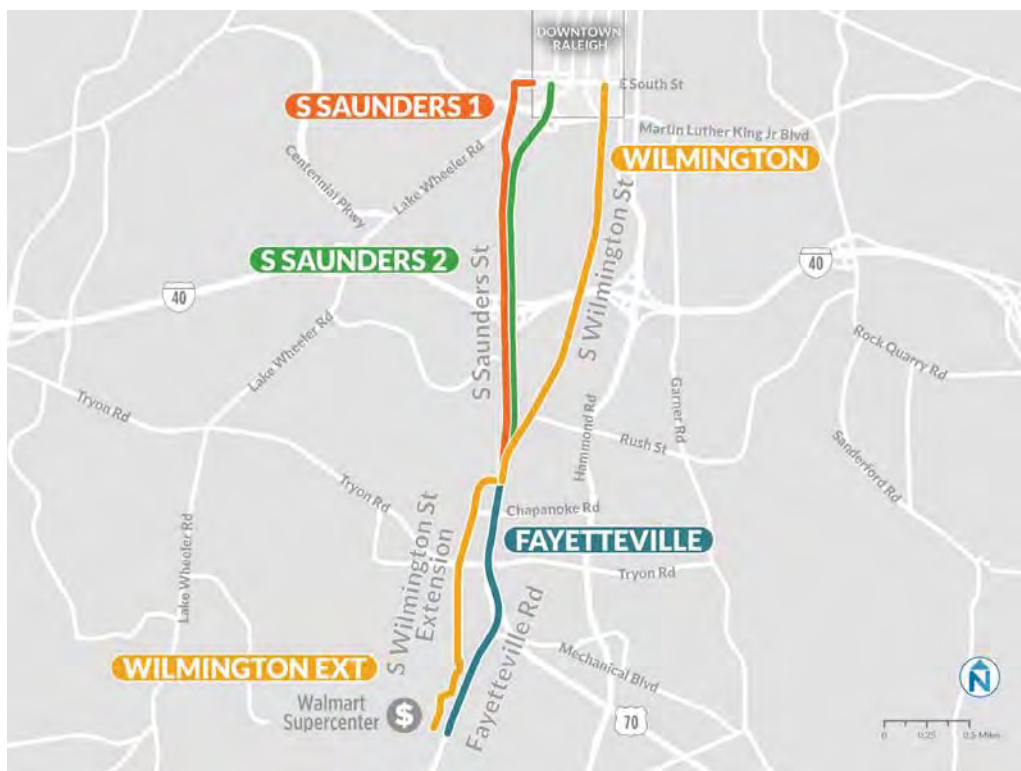 DOWNTOWN
RALEIGH
E South St
S SAUNDERS 1
Martin Luther King Jr Blvd
WILMINGTON
Lake Wheeler Rd
Centennial Pkwy
S SAUNDERS 2
S Saunders St
S Wilmington St
40
40
Lake Wheeler Rd
Rock Quarry Rd
Tryon Rd
Hammond Rd
Garner Rd
Rush St
Sanderford Rd
Tryon Rd
Chapanoke Rd
FAYETTEVILLE
S Wilmington St
Extension
Tryon Rd
Lake Wheeler Rd
Fayetteville Rd
Mechanical Blvd
WILMINGTON EXT
Walmart
Supercenter
$
70
N
0 0.25 0.5 Miles